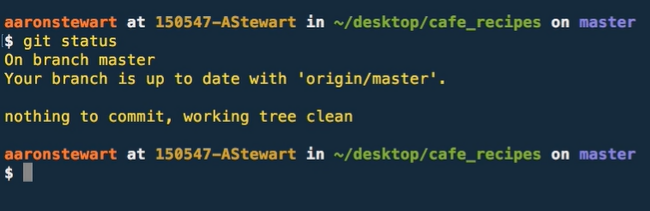 aaronstewart at 150547-AStewart in ~/desktop/cafe_recipes on master
$ git status
On branch master
Your branch is up to date with 'origin/master'.
nothing to commit, working tree clean
aaronstewart at 150547-AStewart in ~/desktop/cafe_recipes on master
$